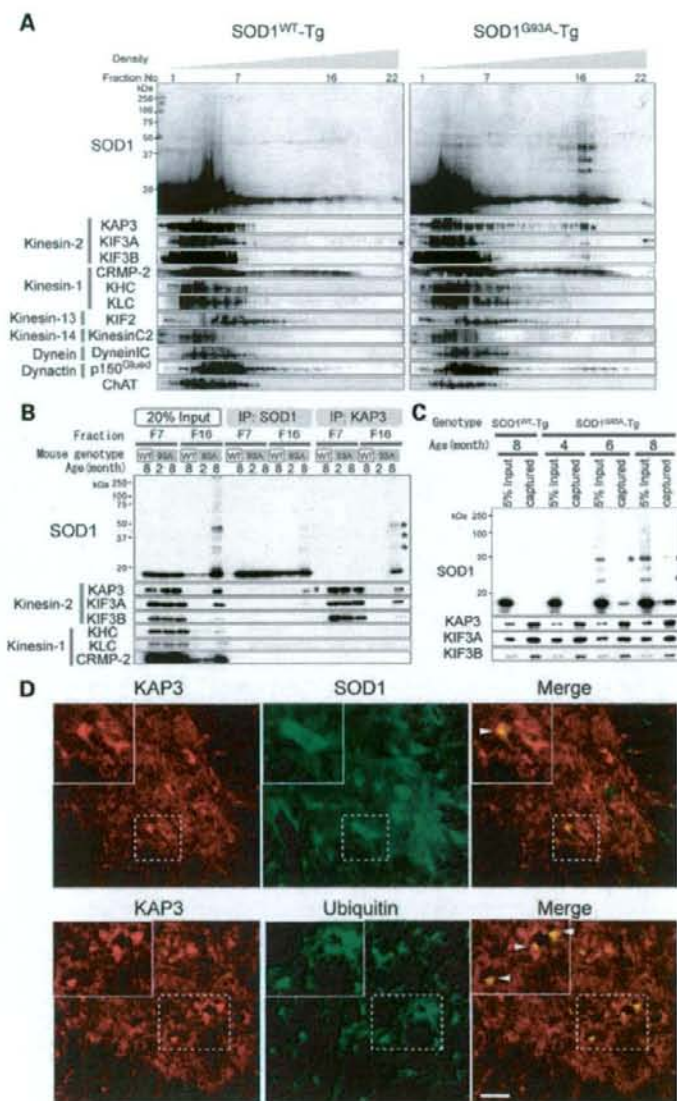 A
SOD1WT-Tg SOD1G93A-Tg
Density
Fraction No 1 7 16 22 1 7 16 22
kDa
250
100
75
50
37
20
SOD1
Kinesin-2 KAP3
KIF3A
KIF3B
CRMP-2
Kinesin-1 KHC
KLC
Kinesin-13 KIF2
Kinesin-14 KinesinC2
Dynein DyneinIC
Dynactin p150Glued
ChAT
B
20% Input IP: SOD1 IP: KAP3
Fraction F7 F16 F7 F16 F7 F16
Mouse genotype WT 93A WT 93A WT 93A WT 93A WT 93A WT 93A
Age(month) 8 2 8 8 2 8 8 2 8 8 2 8 8 2 8 8 2 8
kDa
250
100
75
50
37
20
SOD1
Kinesin-2 KAP3
KIF3A
KIF3B
Kinesin-1 KHC
KLC
CRMP-2
C
Genotype SOD1WT-Tg SOD1G93A-Tg
Age(month) 8 4 6 8
5% Input captured 5% Input captured 5% Input captured 5% Input captured
kDa
250
100
20
SOD1
KAP3
KIF3A
KIF3B
D
KAP3 SOD1 Merge
KAP3 Ubiquitin Merge